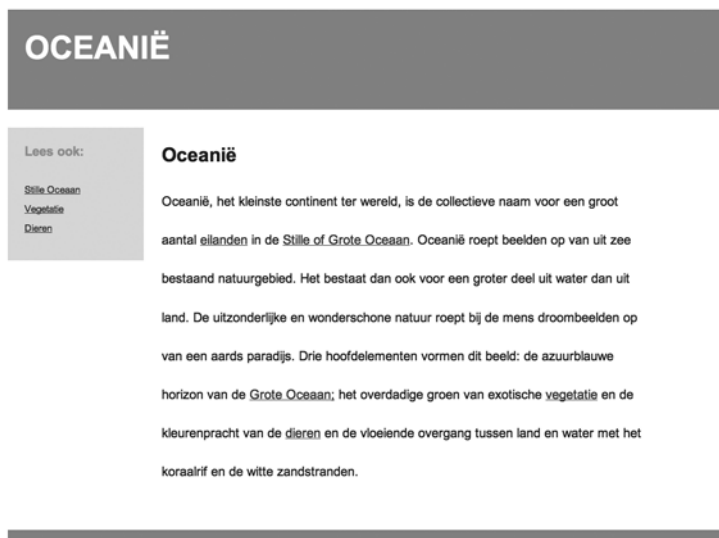 OCEANIË
Lees ook:
Stille Oceaan
Vegetatie
Dieren
Oceanië
Oceanië, het kleinste continent ter wereld, is de collectieve naam voor een groot
aantal eilanden in de Stille of Grote Oceaan. Oceanië roept beelden op van uit zee
bestaand natuurgebied. Het bestaat dan ook voor een groter deel uit water dan uit
land. De uitzonderlijke en wonderschone natuur roept bij de mens droombeelden op
van een aards paradijs. Drie hoofdelementen vormen dit beeld: de azuurblauwe
horizon van de Grote Oceaan; het overdadige groen van exotische vegetatie en de
kleurenpracht van de dieren en de vloeiende overgang tussen land en water met het
koraalrif en de witte zandstranden.